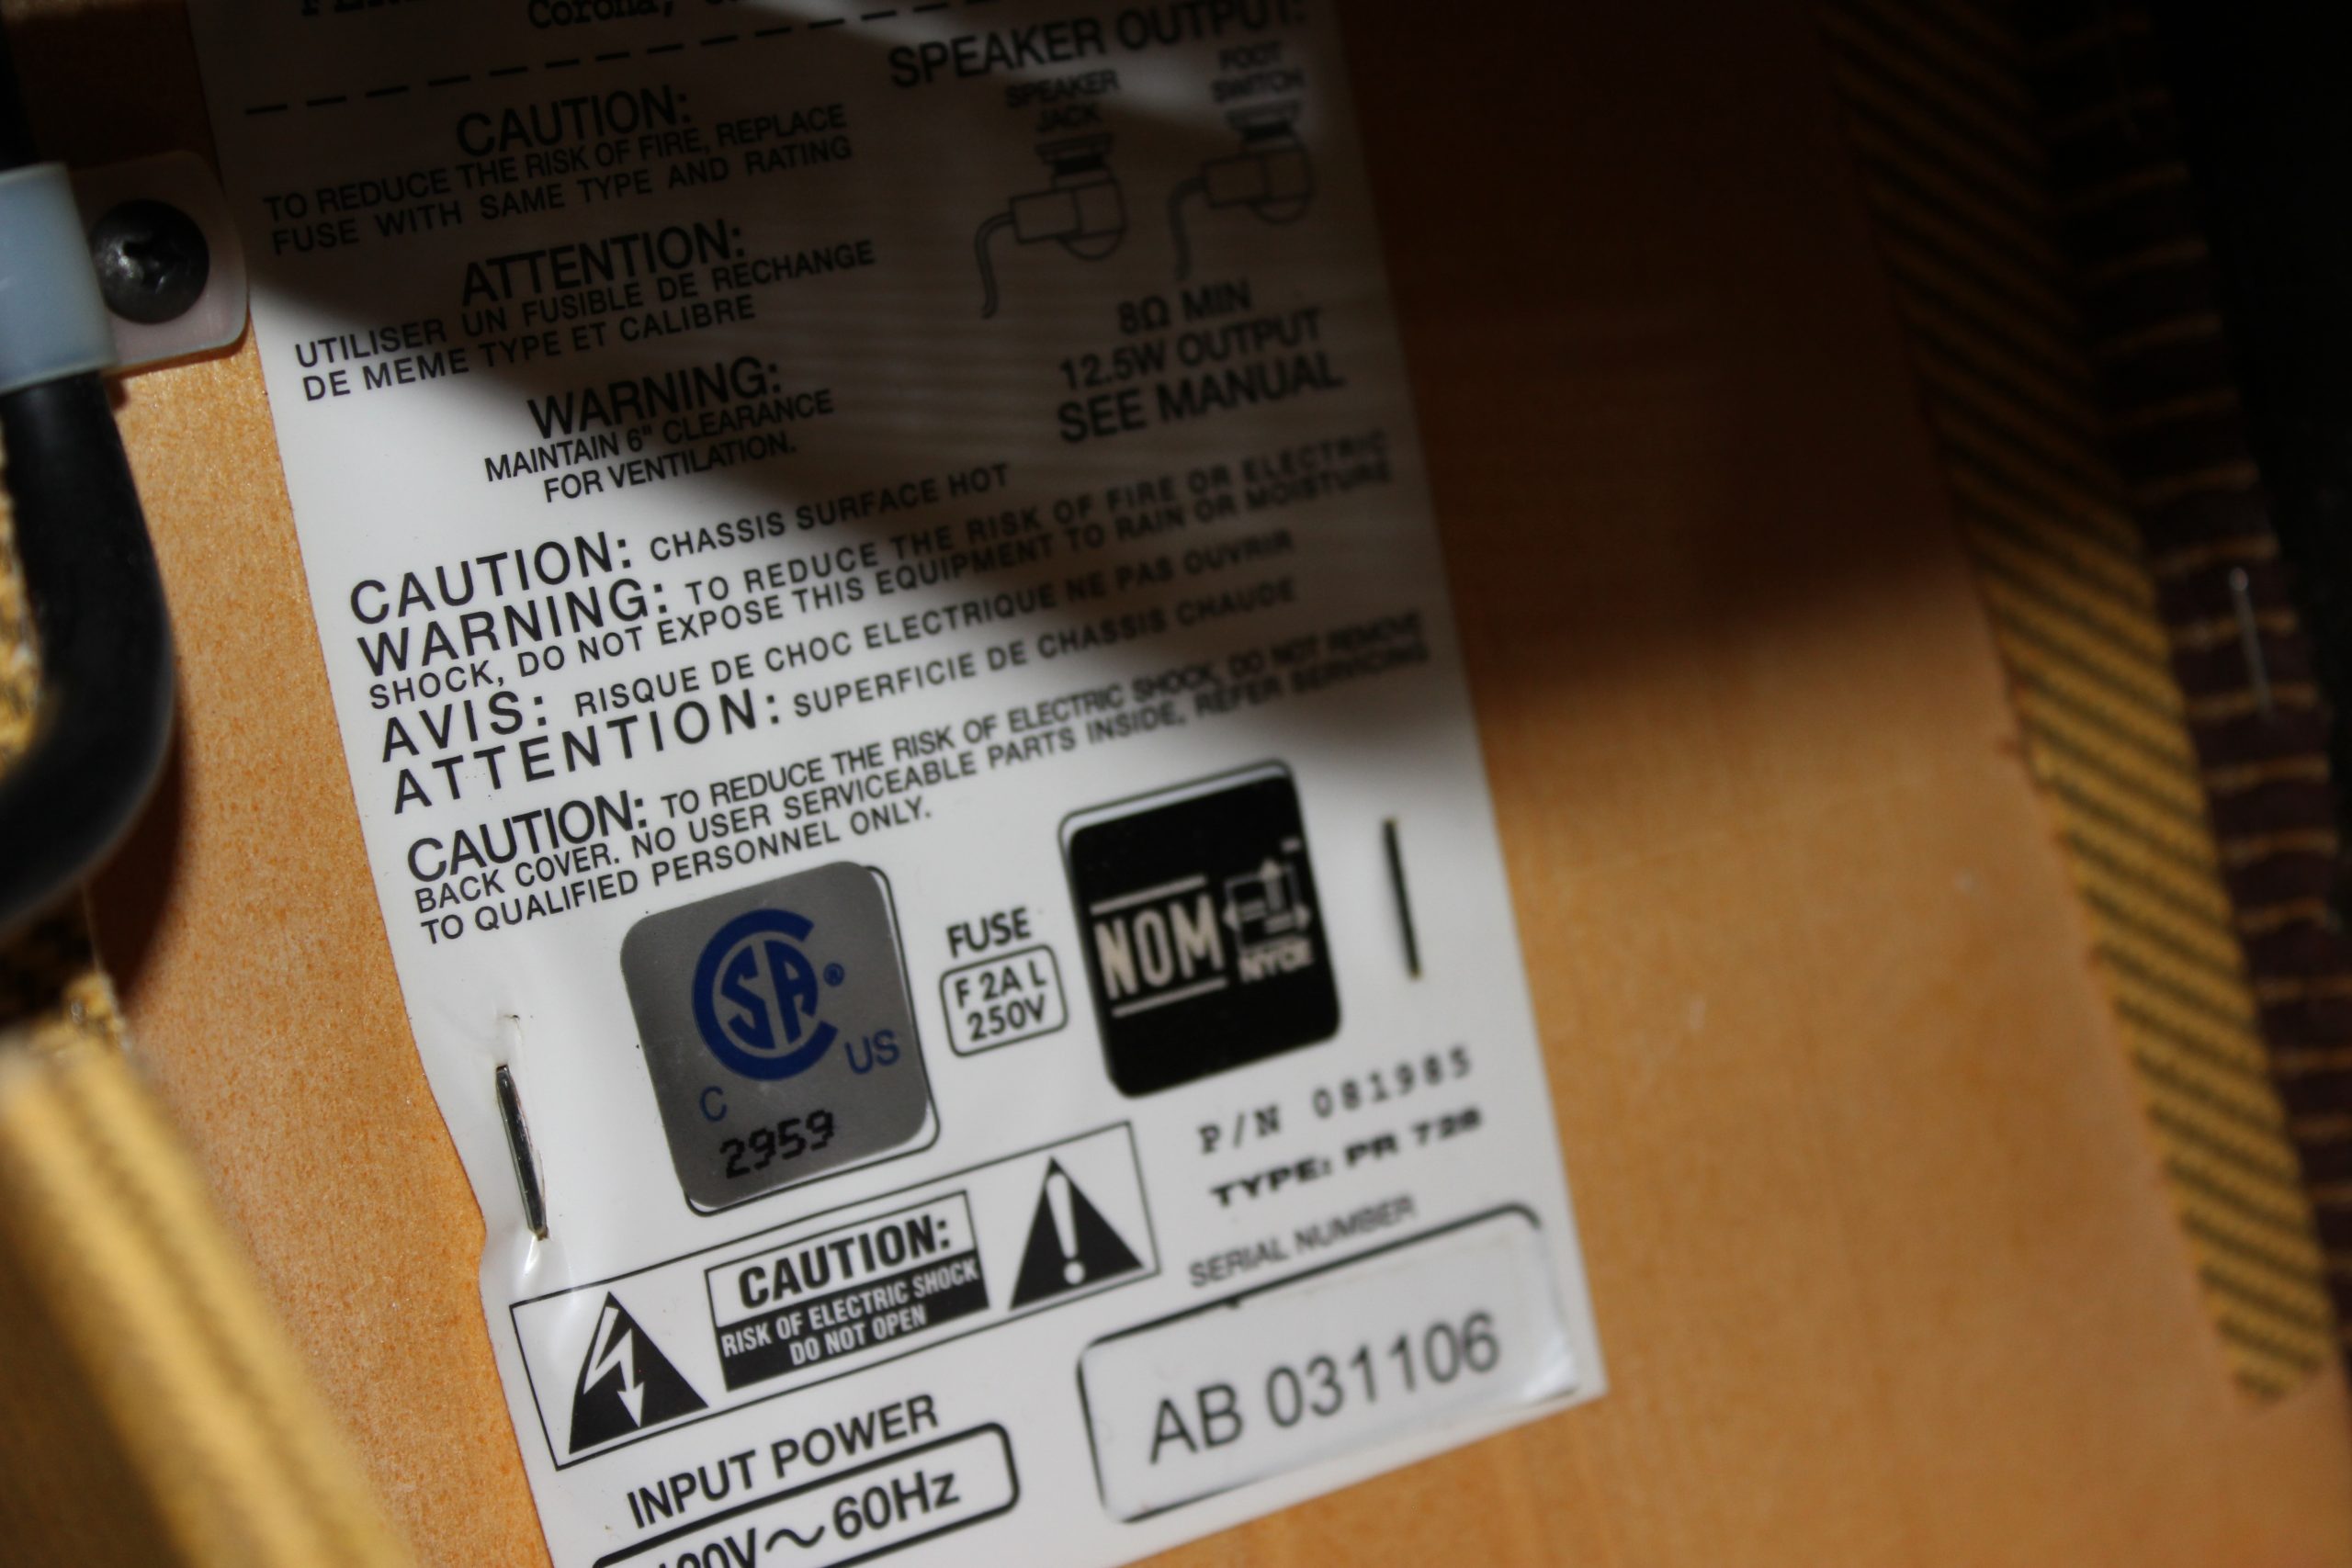 Corona,
SPEAKER OUTPUT:
SPEAKER
JACK
FOOT
SWITCH
8Ω MIN
12.5W OUTPUT
SEE MANUAL
CAUTION:
TO REDUCE THE RISK OF FIRE, REPLACE
FUSE WITH SAME TYPE AND RATING
ATTENTION:
UTILISER UN FUSIBLE DE RECHANGE
DE MEME TYPE ET CALIBRE
WARNING:
MAINTAIN 6" CLEARANCE
FOR VENTILATION.
CAUTION: CHASSIS SURFACE HOT
WARNING: TO REDUCE THE RISK OF FIRE OR ELECTRIC
SHOCK, DO NOT EXPOSE THIS EQUIPMENT TO RAIN OR MOISTURE
AVIS: RISQUE DE CHOC ELECTRIQUE NE PAS OUVRIR
ATTENTION: SUPERFICIE DE CHASSIS CHAUDE
CAUTION: TO REDUCE THE RISK OF ELECTRIC SHOCK, DO NOT REMOVE
BACK COVER. NO USER SERVICEABLE PARTS INSIDE, REFER SERVICING
TO QUALIFIED PERSONNEL ONLY.
CSA®
C US
2959
FUSE
F 2A L
250V
NOM
NYCE
P/N 081985
TYPE: PR 728
SERIAL NUMBER
AB 031106
CAUTION:
RISK OF ELECTRIC SHOCK
DO NOT OPEN
INPUT POWER
100V~60Hz